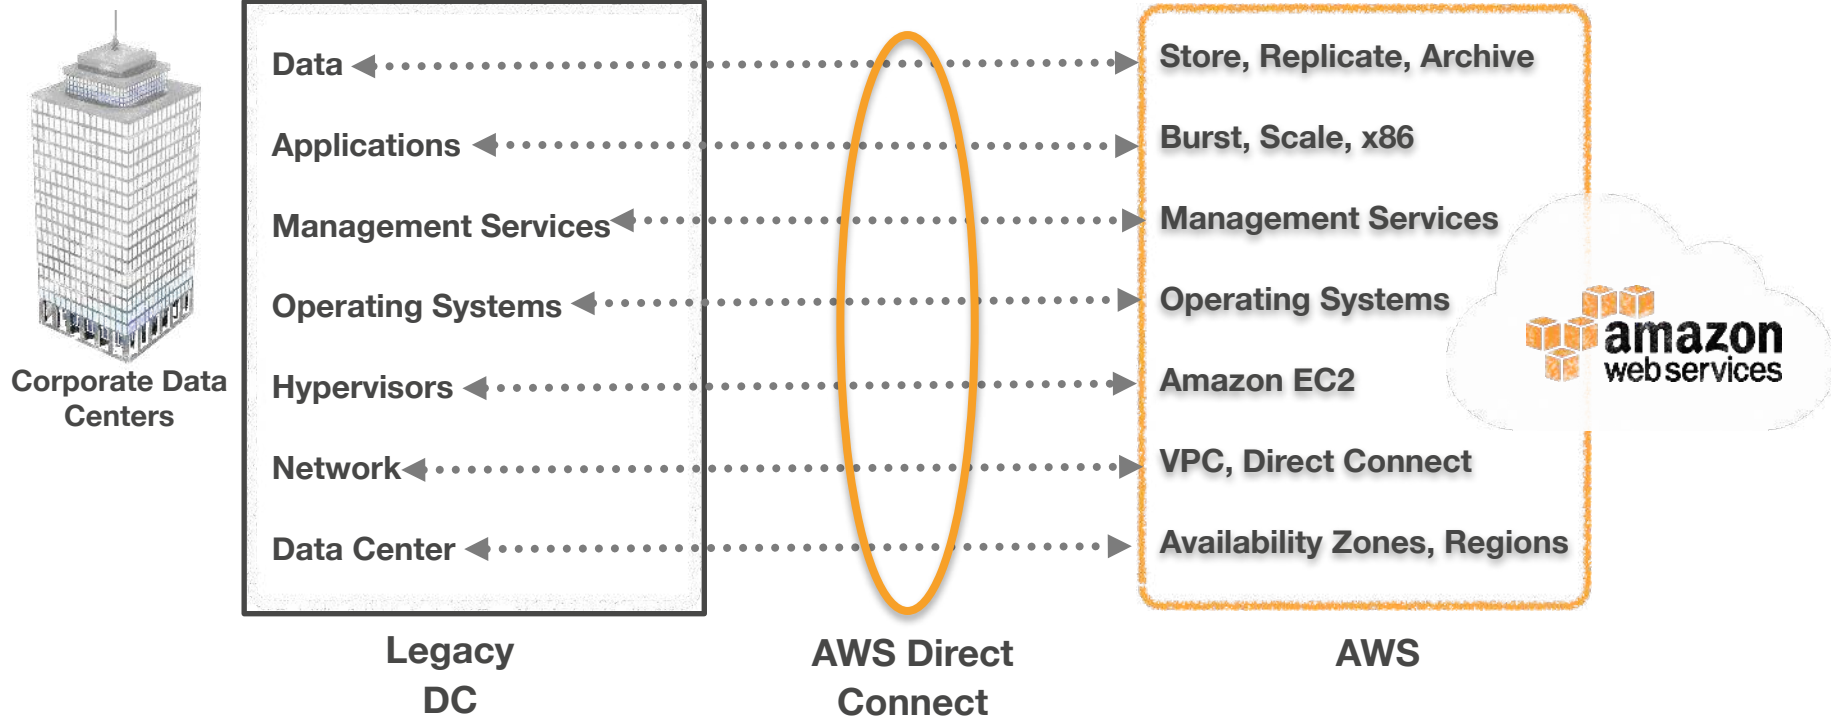 Data
Store, Replicate, Archive
Applications
Burst, Scale, x86
Management Services
Management Services
Operating Systems
Operating Systems
Hypervisors
Amazon EC2
Network
VPC, Direct Connect
Data Center
Availability Zones, Regions
Corporate Data
Centers
amazon
web services
Legacy
DC
AWS Direct
Connect
AWS